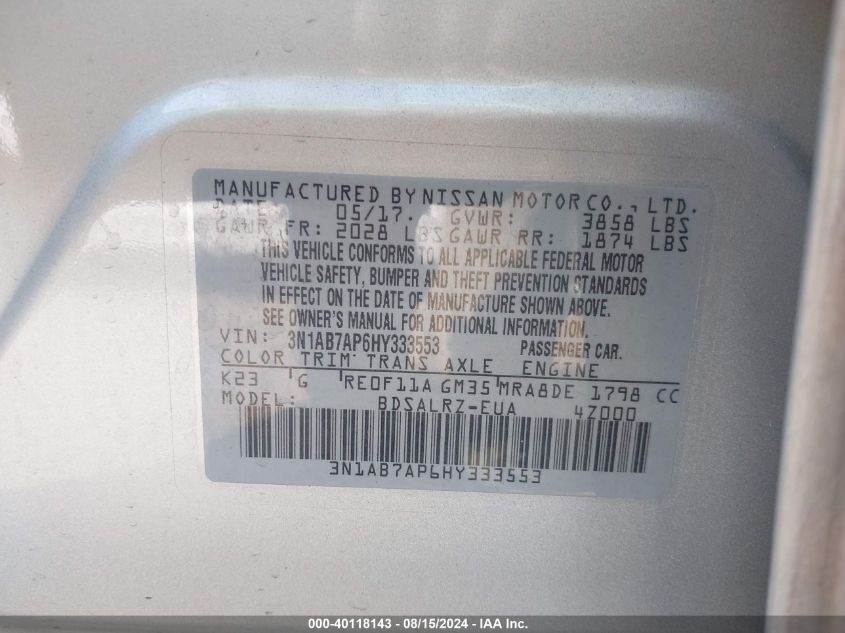 MANUFACTURED BY NISSAN MOTOR CO., LTD.
DATE 05/17. GVWR: 3858 LBS
GAWR FR: 2028 LBS GAWR RR: 1874 LBS
THIS VEHICLE CONFORMS TO ALL APPLICABLE FEDERAL MOTOR
VEHICLE SAFETY, BUMPER AND THEFT PREVENTION STANDARDS
IN EFFECT ON THE DATE OF MANUFACTURE SHOWN ABOVE.
SEE OWNER'S MANUAL FOR ADDITIONAL INFORMATION.
VIN: 3N1AB7AP6HY333553 PASSENGER CAR.
COLOR TRIM TRANS AXLE ENGINE
K23 G RE0F11A GM35 MRA8DE 1798 CC
MODEL: BDSALRZ-EUA 4Z000
3N1AB7AP6HY333553
000-40118143 - 08/15/2024 - IAA, Inc.